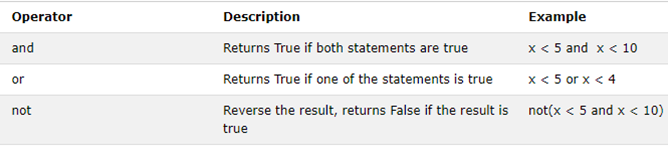 Operator Description Example
and Returns True if both statements are true x < 5 and  x < 10
or Returns True if one of the statements is true x < 5 or x < 4
not Reverse the result, returns False if the result is not(x < 5 and x < 10)
true